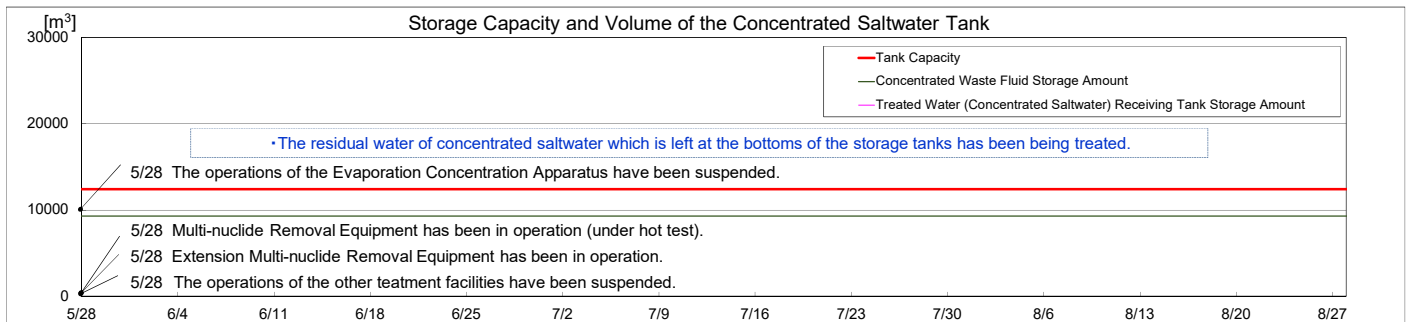 [m³]
Storage Capacity and Volume of the Concentrated Saltwater Tank
30000
Tank Capacity
Concentrated Waste Fluid Storage Amount
Treated Water (Concentrated Saltwater) Receiving Tank Storage Amount
20000
・The residual water of concentrated saltwater which is left at the bottoms of the storage tanks has been being treated.
5/28 The operations of the Evaporation Concentration Apparatus have been suspended.
10000
5/28 Multi-nuclide Removal Equipment has been in operation (under hot test).
5/28 Extension Multi-nuclide Removal Equipment has been in operation.
5/28 The operations of the other teatment facilities have been suspended.
0
5/28 6/4 6/11 6/18 6/25 7/2 7/9 7/16 7/23 7/30 8/6 8/13 8/20 8/27